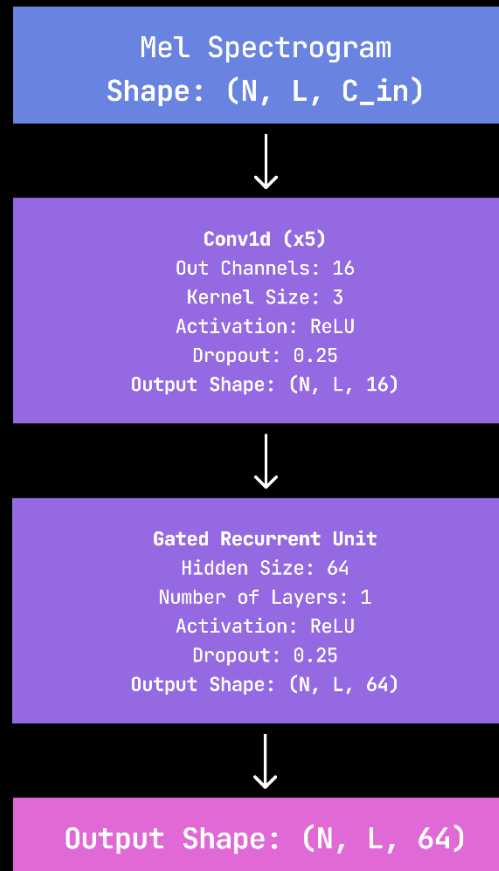 Mel Spectrogram
Shape: (N, L, C_in)
Conv1d (x5)
Out Channels: 16
Kernel Size: 3
Activation: ReLU
Dropout: 0.25
Output Shape: (N, L, 16)
Gated Recurrent Unit
Hidden Size: 64
Number of Layers: 1
Activation: ReLU
Dropout: 0.25
Output Shape: (N, L, 64)
Output Shape: (N, L, 64)